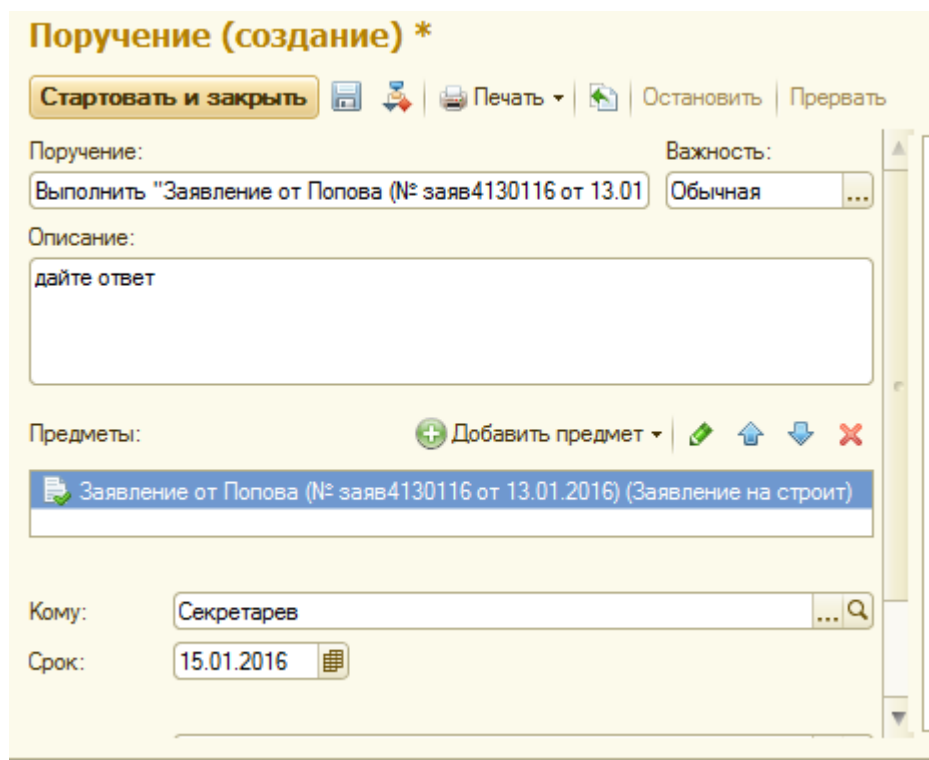 Поручение (создание) *
Стартовать и закрыть Печать Остановить Прервать
Поручение: Важность:
Выполнить "Заявление от Попова (№ заяв4130116 от 13.01 Обычная ...
Описание:
дайте ответ
Предметы: Добавить предмет
Заявление от Попова (№ заяв4130116 от 13.01.2016) (Заявление на строит)
Кому: Секретарев ...
Срок: 15.01.2016